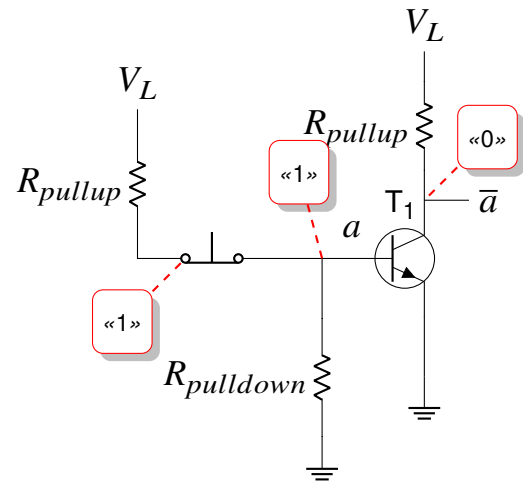 V_L
V_L
R_pullup
«0»
«1»
R_pullup
T_1
a̅
a
«1»
R_pulldown